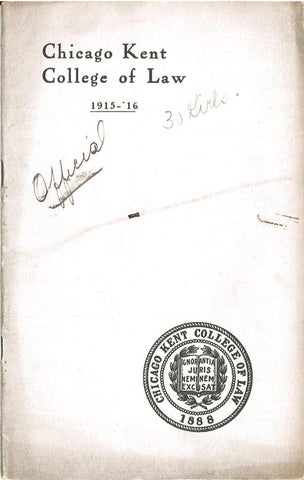 Chicago Kent
College of Law
1915-'16
Official
CHICAGO KENT COLLEGE OF LAW
IGNORANTIA
JURIS
NEMINEM
EXCUSAT
1888